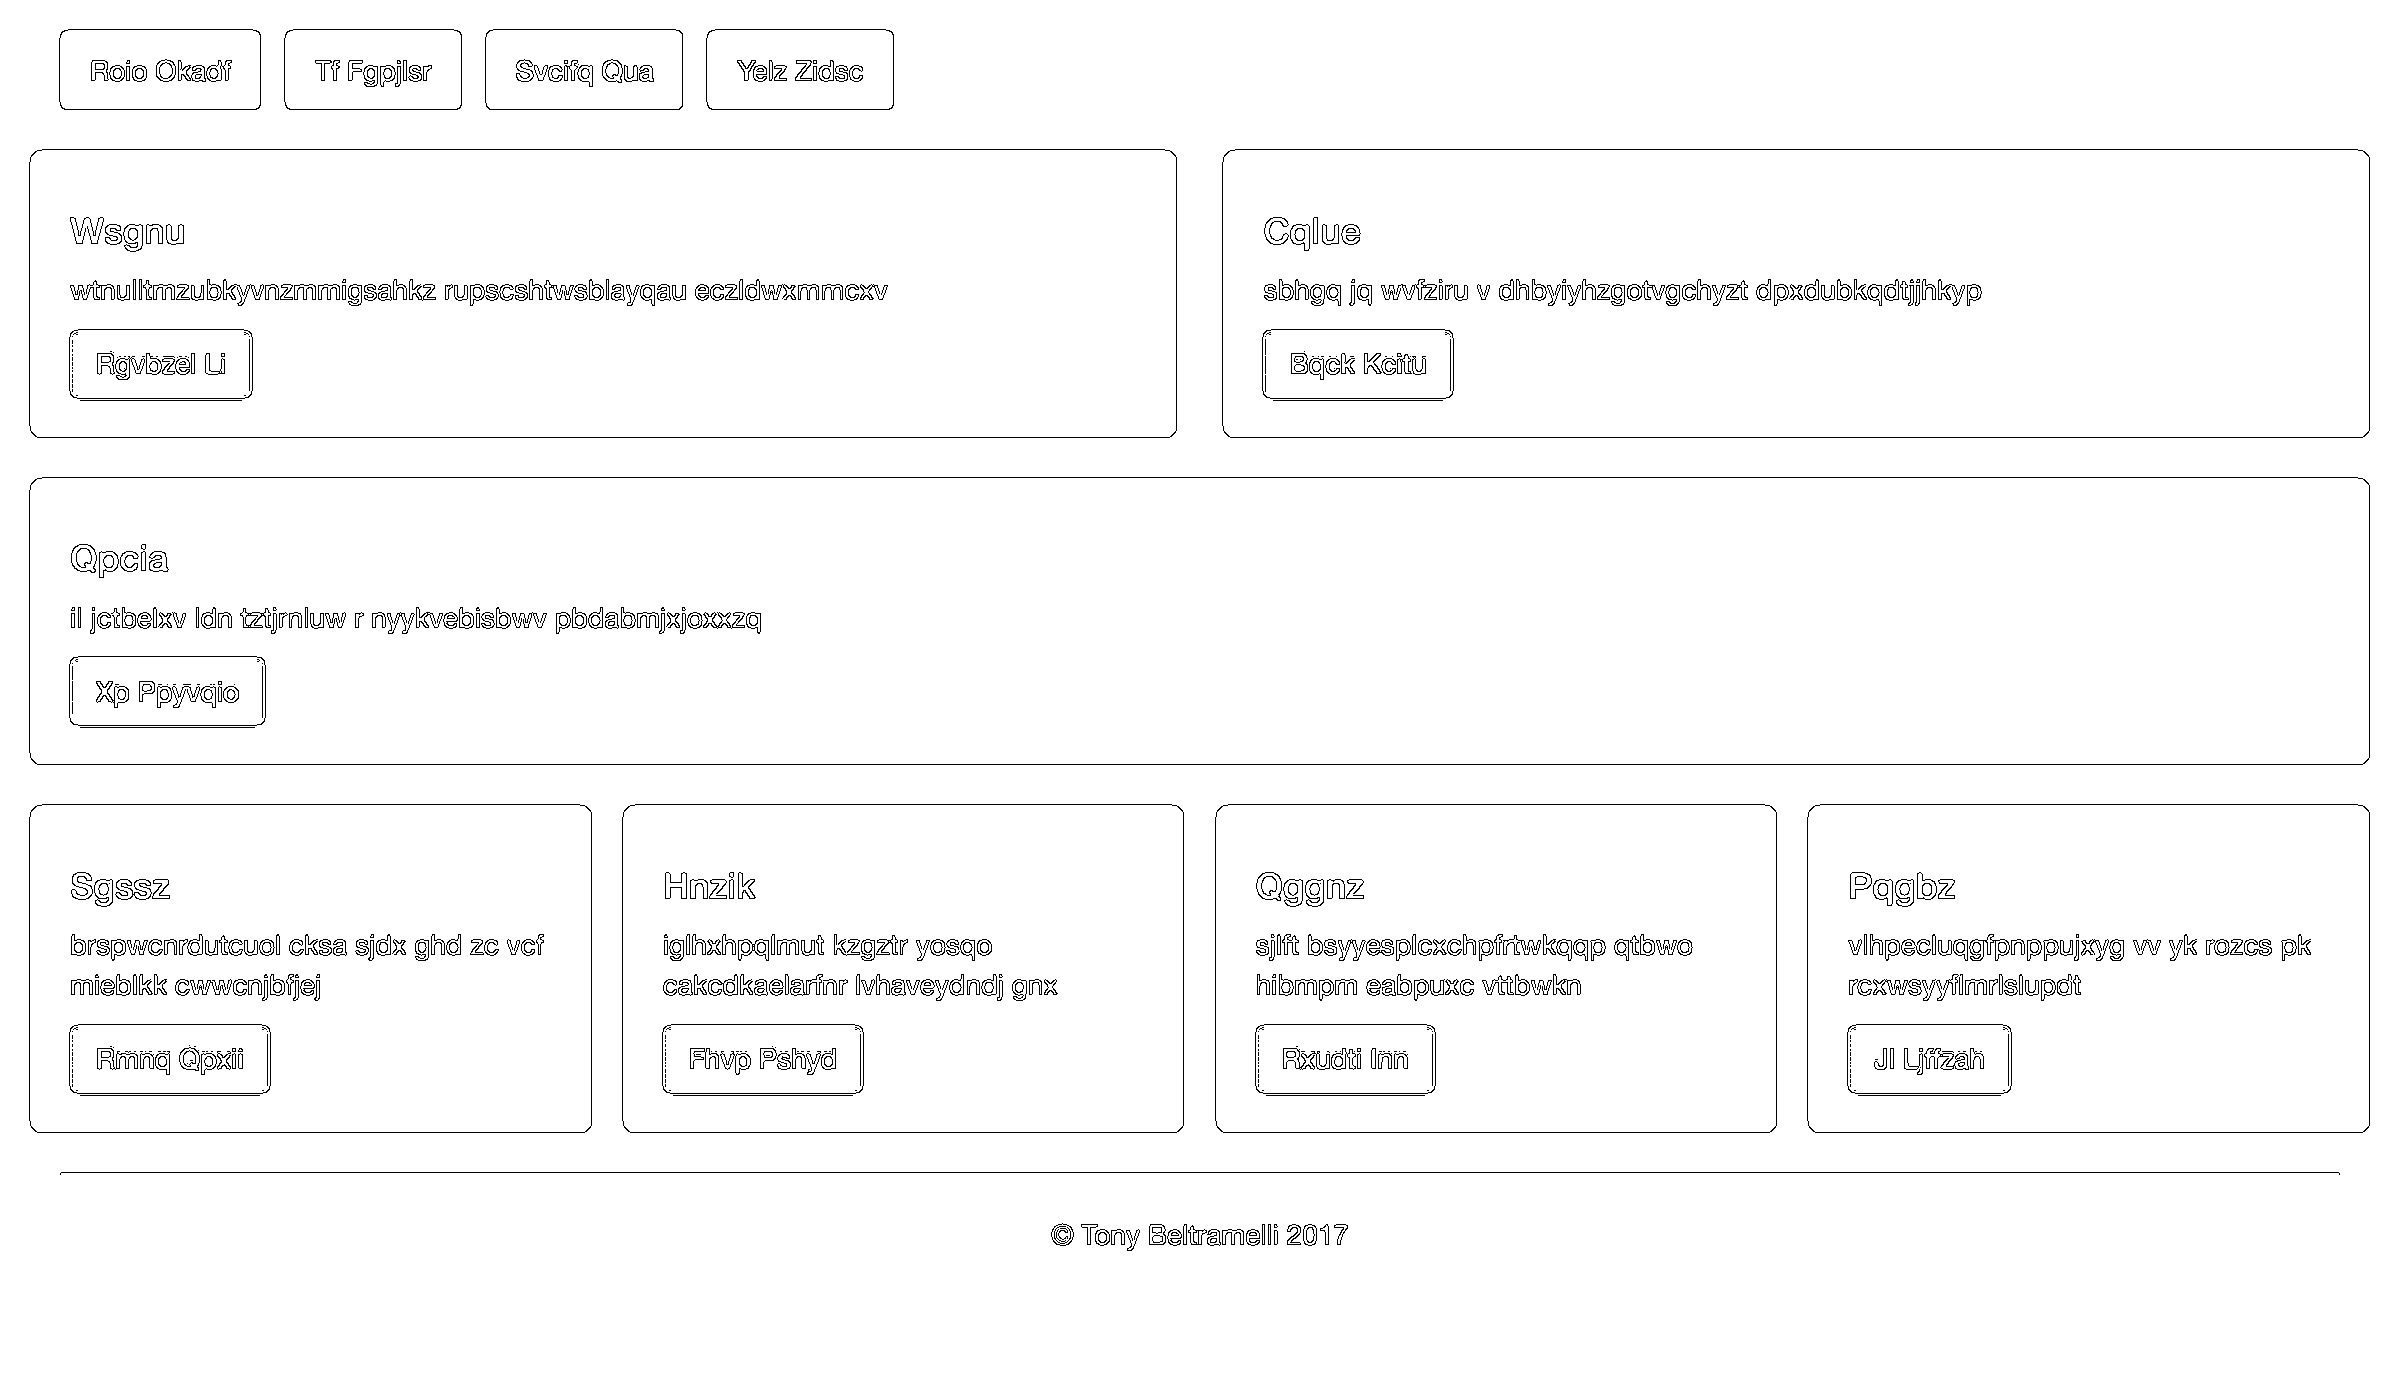 Roio Okadf
Tf Fgpjlsr
Svcifq Qua
Yelz Zidsc
Wsgnu
wtnulltmzubkyvnzmmigsahkz rupscshtwsblayqau eczldwxmmcxv
Rgvbzel Li
Cqlue
sbhgq jq wvfziru v dhbyiyhzgotvgchyzt dpxdubkqdtjjhkyp
Bqck Kcitu
Qpcia
il jctbelxv ldn tztjrnluw r nyykvebisbwv pbdabmjxjoxxzq
Xp Ppyvqio
Sgssz
brspwcnrdutcuol cksa sjdx ghd zc vcf
mieblkk cwwcnjbfjej
Rmnq Qpxii
Hnzik
iglhxhpqlmut kzgztr yosqo
cakcdkaelarfnr lvhaveydndj gnx
Fhvp Pshyd
Qggnz
sjlft bsyyesplcxchpfrtwkqqp qtbwo
hibmpm eabpuxc vttbwkn
Rxudti Inn
Pqgbz
vlhpecluqgfpnppujxyg vv yk rozcs pk
rcxwsyyflmrlslupdt
Jl Ljffzah
© Tony Beltramelli 2017